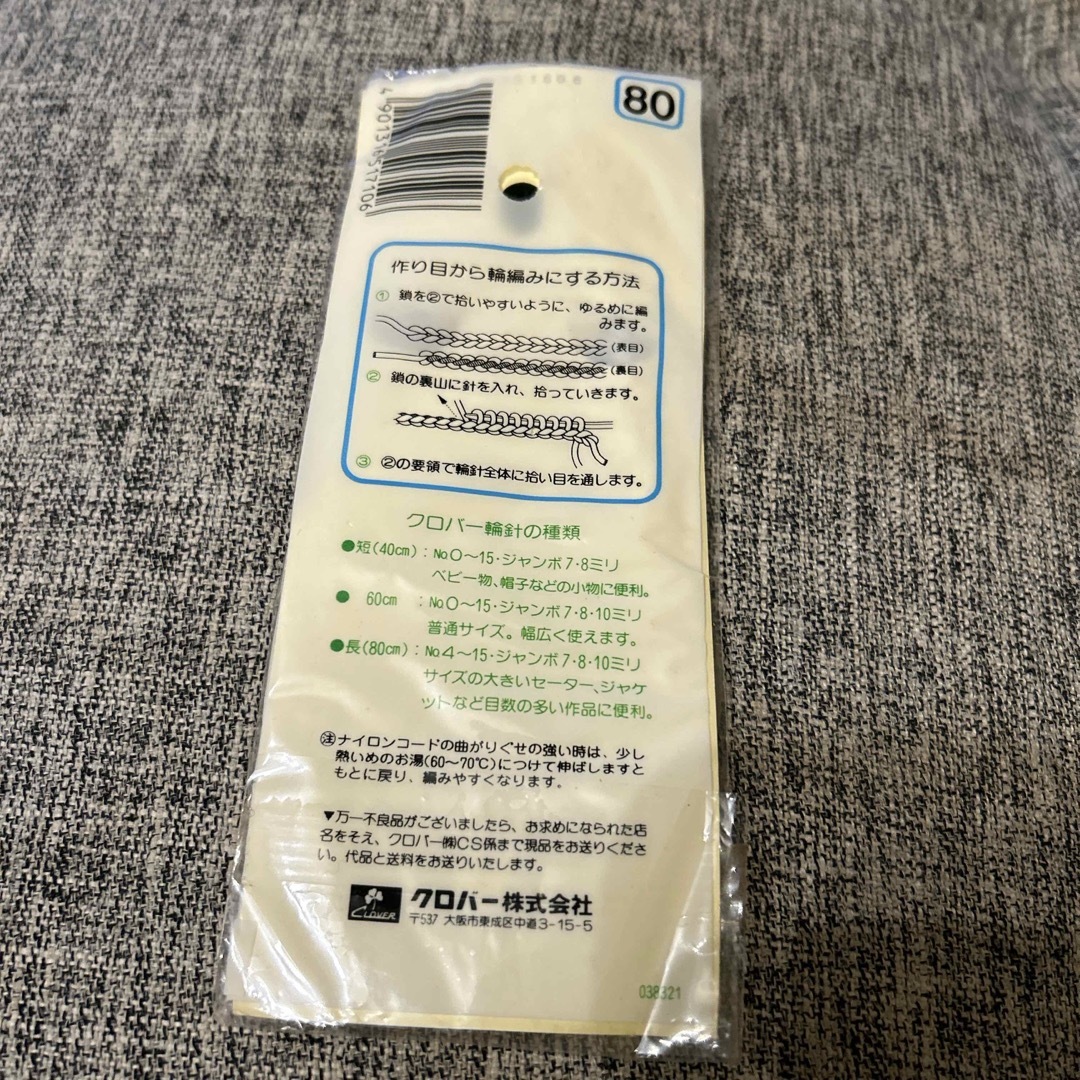 80
作り目から輪編みにする方法
① 鎖を②で拾いやすいように、ゆるめに編
みます。
(表目)
(裏目)
② 鎖の裏山に針を入れ、拾っていきます。
③ ②の要領で輪針全体に拾い目を通します。
クロバー輪針の種類
●短(40cm):No.0〜15・ジャンボ7・8ミリ
ベビー物、帽子などの小物に便利。
● 60cm :No.0〜15・ジャンボ7・8・10ミリ
普通サイズ。幅広く使えます。
●長(80cm):No.4〜15・ジャンボ7・8・10ミリ
サイズの大きいセーター、ジャケ
ットなど目数の多い作品に便利。
㊟ナイロンコードの曲がりぐせの強い時は、少し
熱いめのお湯(60〜70℃)につけて伸ばしますと
もとに戻り、編みやすくなります。
▼万一不良品がございましたら、お求めになられた店
名をそえ、クロバー㈱CS係まで現品をお送りくださ
い。代品と送料をお送りいたします。
CLOVER クロバー株式会社
〒537 大阪市東成区中道3-15-5
038321